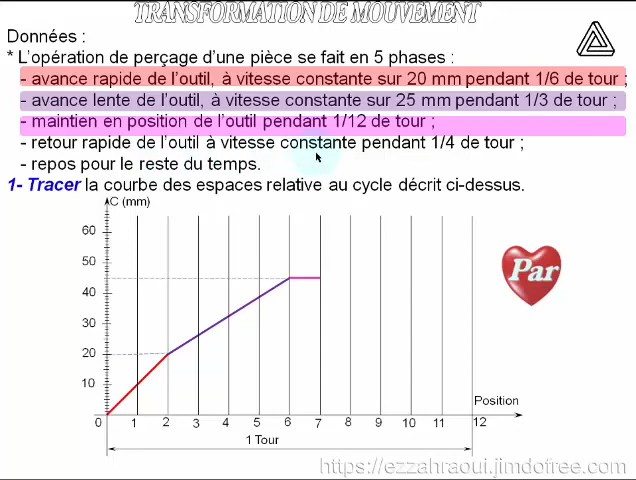 TRANSFORMATION DE MOUVEMENT
Données :
* L'opération de perçage d'une pièce se fait en 5 phases :
- avance rapide de l'outil, à vitesse constante sur 20 mm pendant 1/6 de tour ;
- avance lente de l'outil, à vitesse constante sur 25 mm pendant 1/3 de tour ;
- maintien en position de l'outil pendant 1/12 de tour ;
- retour rapide de l'outil à vitesse constante pendant 1/4 de tour ;
- repos pour le reste du temps.
1- Tracer la courbe des espaces relative au cycle décrit ci-dessus.
C (mm)
60
50
40
30
20
10
Par
Position
0 1 2 3 4 5 6 7 8 9 10 11 12
1 Tour
https://ezzahraoui.jimdofree.com